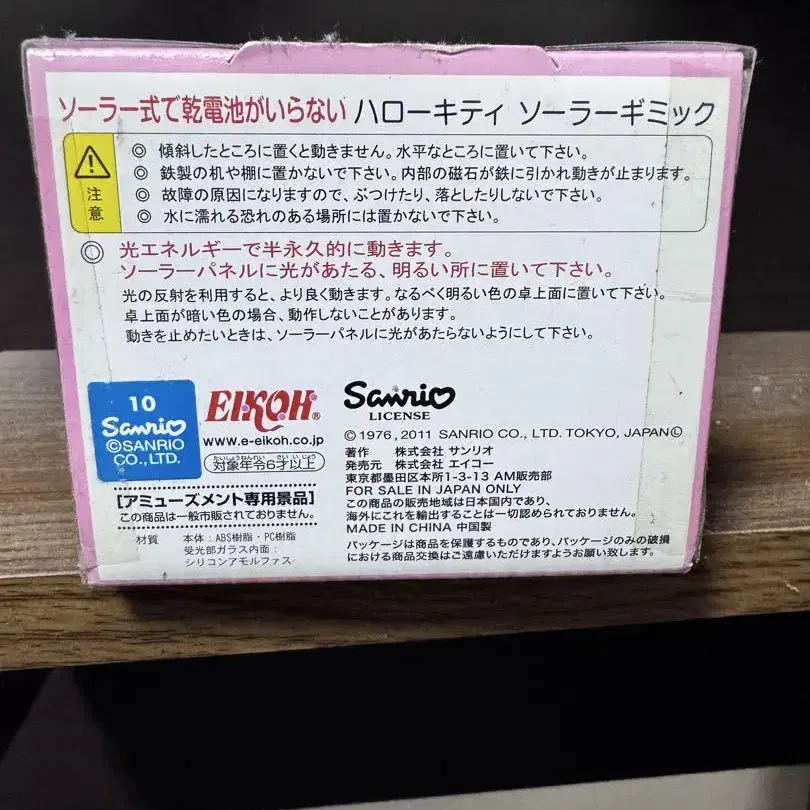 ソーラー式で乾電池がいらない ハローキティ ソーラーギミック
注意
◎ 傾斜したところに置くと動きません。水平なところに置いて下さい。
◎ 鉄製の机や棚に置かないで下さい。内部の磁石が鉄に引かれ動きが止まります。
◎ 故障の原因になりますので、ぶつけたり、落としたりしないで下さい。
◎ 水に濡れる恐れのある場所には置かないで下さい。
◎ 光エネルギーで半永久的に動きます。
ソーラーパネルに光があたる、明るい所に置いて下さい。
光の反射を利用すると、より良く動きます。なるべく明るい色の卓上面に置いて下さい。
卓上面が暗い色の場合、動作しないことがあります。
動きを止めたいときは、ソーラーパネルに光があたらないようにして下さい。
10
Sanrio
©SANRIO
CO.,LTD.
EIKOH®
www.e-eikoh.co.jp
たいしょうねんれい さい いじょう
対象年令6才以上
[アミューズメント専用景品]
この商品は一般市販されておりません。
材質 本体:ABS樹脂・PC樹脂
受光部ガラス内面:
シリコンアモルファス
Sanrio
LICENSE
©1976, 2011 SANRIO CO., LTD. TOKYO, JAPANⓁ
著作 株式会社 サンリオ
発売元 株式会社 エイコー
東京都墨田区本所1-3-13 AM販売部
FOR SALE IN JAPAN ONLY
この商品の販売地域は日本国内であり、
海外にこれを輸出することは一切認められておりません。
MADE IN CHINA 中国製
パッケージは商品を保護するものであり、パッケージのみの破損
における商品交換はご遠慮いただけますようお願い致します。